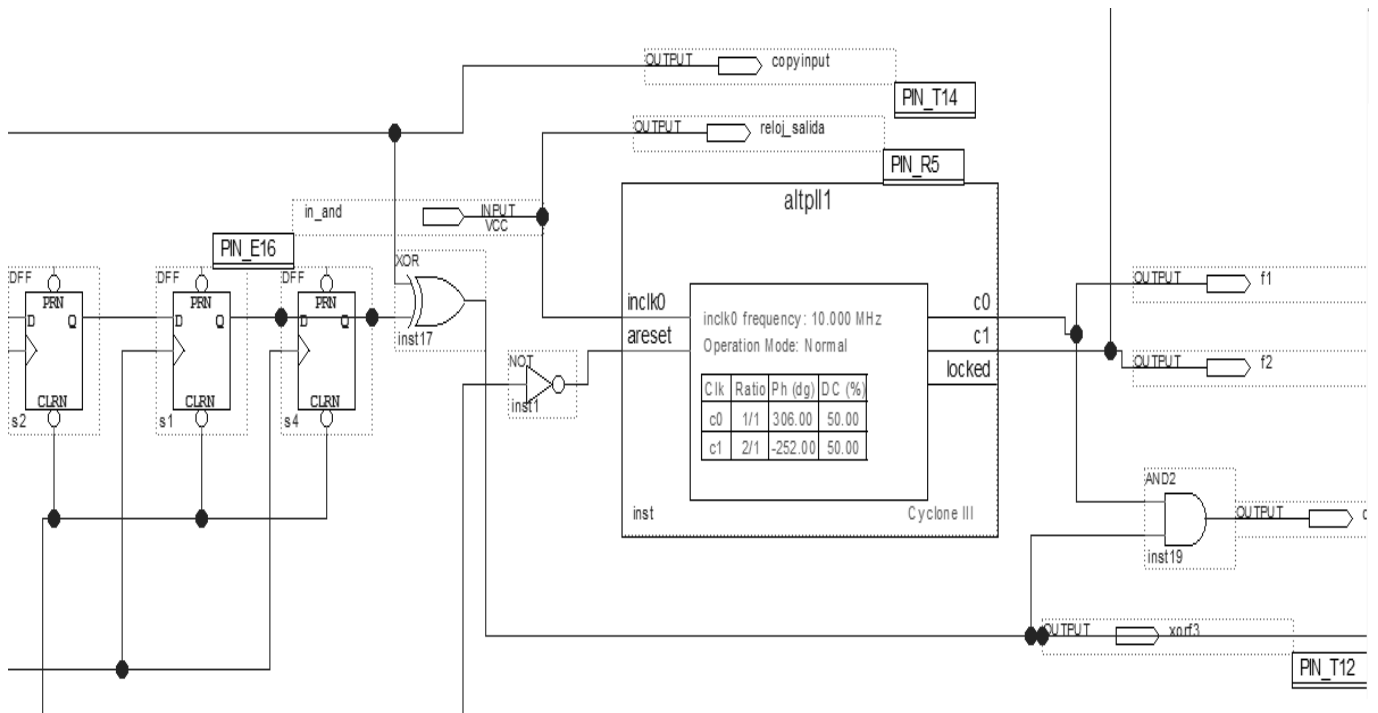 OUTPUT copyinput
PIN_T14
OUTPUT reloj_salida
PIN_R5
altpll1
in_and INPUT
VCC
PIN_E16
DFF DFF DFF XOR
PRN PRN PRN
D Q D Q D Q
CLRN CLRN CLRN
s2 s1 s4
inst17
NOT
inst1
inclk0
areset
inclk0 frequency: 10.000 MHz
Operation Mode: Normal
Clk Ratio Ph (dg) DC (%)
c0 1/1 306.00 50.00
c1 2/1 -252.00 50.00
c0
c1
locked
inst Cyclone III
OUTPUT f1
OUTPUT f2
AND2
inst19
OUTPUT
OUTPUT xorf3
PIN_T12